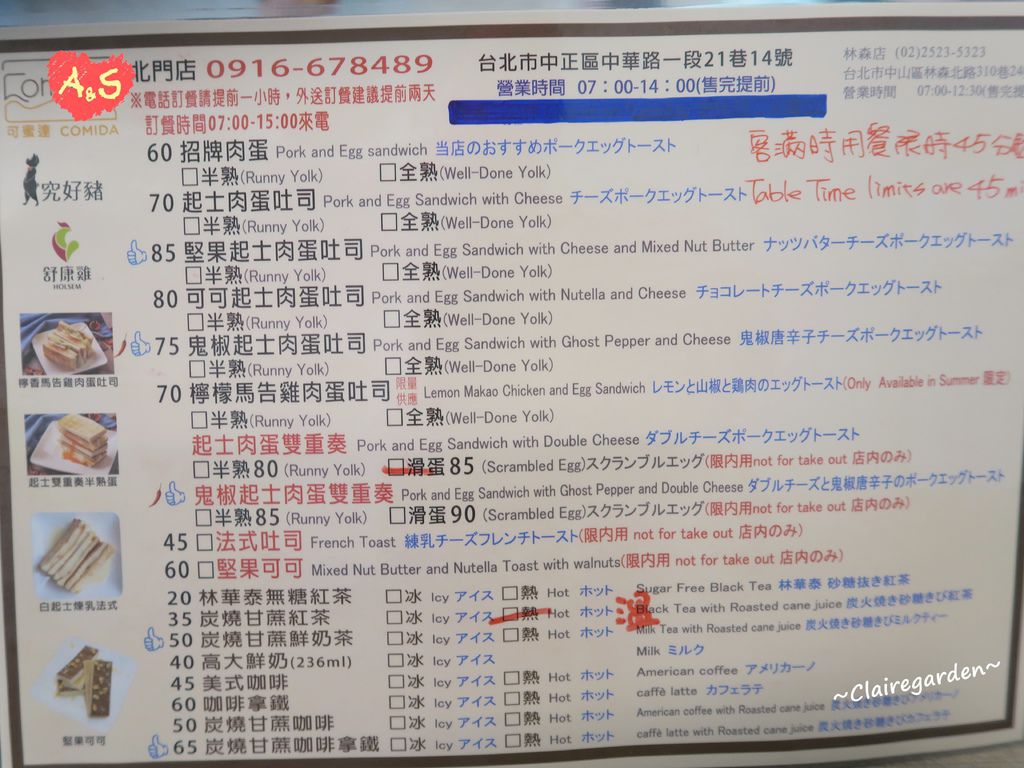 A&S
可蜜達 COMIDA
北門店 0916-678489
※電話訂餐請提前一小時，外送訂餐建議提前兩天
訂餐時間07:00-15:00來電
台北市中正區中華路一段21巷14號
營業時間 07：00-14：00(售完提前)
林森店 (02)2523-5323
台北市中山區林森北路310巷24
營業時間 07:00-12:30(售完提
客滿時用餐限時45分
Table Time limits are 45 mi
究好豬
舒康雞
HOLSEM
60 招牌肉蛋 Pork and Egg sandwich 当店のおすすめポークエッグトースト
□半熟(Runny Yolk) □全熟(Well-Done Yolk)
70 起士肉蛋吐司 Pork and Egg Sandwich with Cheese チーズポークエッグトースト
□半熟(Runny Yolk) □全熟(Well-Done Yolk)
85 堅果起士肉蛋吐司 Pork and Egg Sandwich with Cheese and Mixed Nut Butter ナッツバターチーズポークエッグトースト
□半熟(Runny Yolk) □全熟(Well-Done Yolk)
80 可可起士肉蛋吐司 Pork and Egg Sandwich with Nutella and Cheese チョコレートチーズポークエッグトースト
□半熟(Runny Yolk) □全熟(Well-Done Yolk)
75 鬼椒起士肉蛋吐司 Pork and Egg Sandwich with Ghost Pepper and Cheese 鬼椒唐辛子チーズポークエッグトースト
□半熟(Runny Yolk) □全熟(Well-Done Yolk)
70 檸檬馬告雞肉蛋吐司 限量供應 Lemon Makao Chicken and Egg Sandwich レモンと山椒と鶏肉のエッグトースト(Only Available in Summer 限定)
□半熟(Runny Yolk) □全熟(Well-Done Yolk)
起士肉蛋雙重奏 Pork and Egg Sandwich with Double Cheese ダブルチーズポークエッグトースト
□半熟80 (Runny Yolk) □滑蛋85 (Scrambled Egg)スクランブルエッグ(限内用not for take out 店内のみ)
鬼椒起士肉蛋雙重奏 Pork and Egg Sandwich with Ghost Pepper and Double Cheese ダブルチーズと鬼椒唐辛子のポークエッグトースト
□半熟85 (Runny Yolk) □滑蛋90 (Scrambled Egg)スクランブルエッグ(限内用not for take out 店内のみ)
45 □法式吐司 French Toast 練乳チーズフレンチトースト(限内用 not for take out 店内のみ)
60 □堅果可可 Mixed Nut Butter and Nutella Toast with walnuts(限内用 not for take out 店内のみ)
20 林華泰無糖紅茶 □冰 Icy アイス □熱 Hot ホット Sugar Free Black Tea 林華泰 砂糖抜き紅茶
35 炭燒甘蔗紅茶 □冰 Icy アイス □熱 Hot ホット 溫 Black Tea with Roasted cane juice 炭火焼き砂糖きび紅茶
50 炭燒甘蔗鮮奶茶 □冰 Icy アイス □熱 Hot ホット Milk Tea with Roasted cane juice 炭火焼き砂糖きびミルクティー
40 高大鮮奶(236ml) □冰 Icy アイス Milk ミルク
45 美式咖啡 □冰 Icy アイス □熱 Hot ホット American coffee アメリカーノ
60 咖啡拿鐵 □冰 Icy アイス □熱 Hot ホット caffè latte カフェラテ
50 炭燒甘蔗咖啡 □冰 Icy アイス □熱 Hot ホット American coffee with Roasted cane juice 炭火焼き砂糖きびアメリカーノ
65 炭燒甘蔗咖啡拿鐵 □冰 Icy アイス □熱 Hot ホット caffè latte with Roasted cane juice 炭火焼き砂糖きびカフェラテ
檸香馬告雞肉蛋吐司
起士雙重奏半熟蛋
白起士煉乳法式
堅果可可
~Clairegarden~